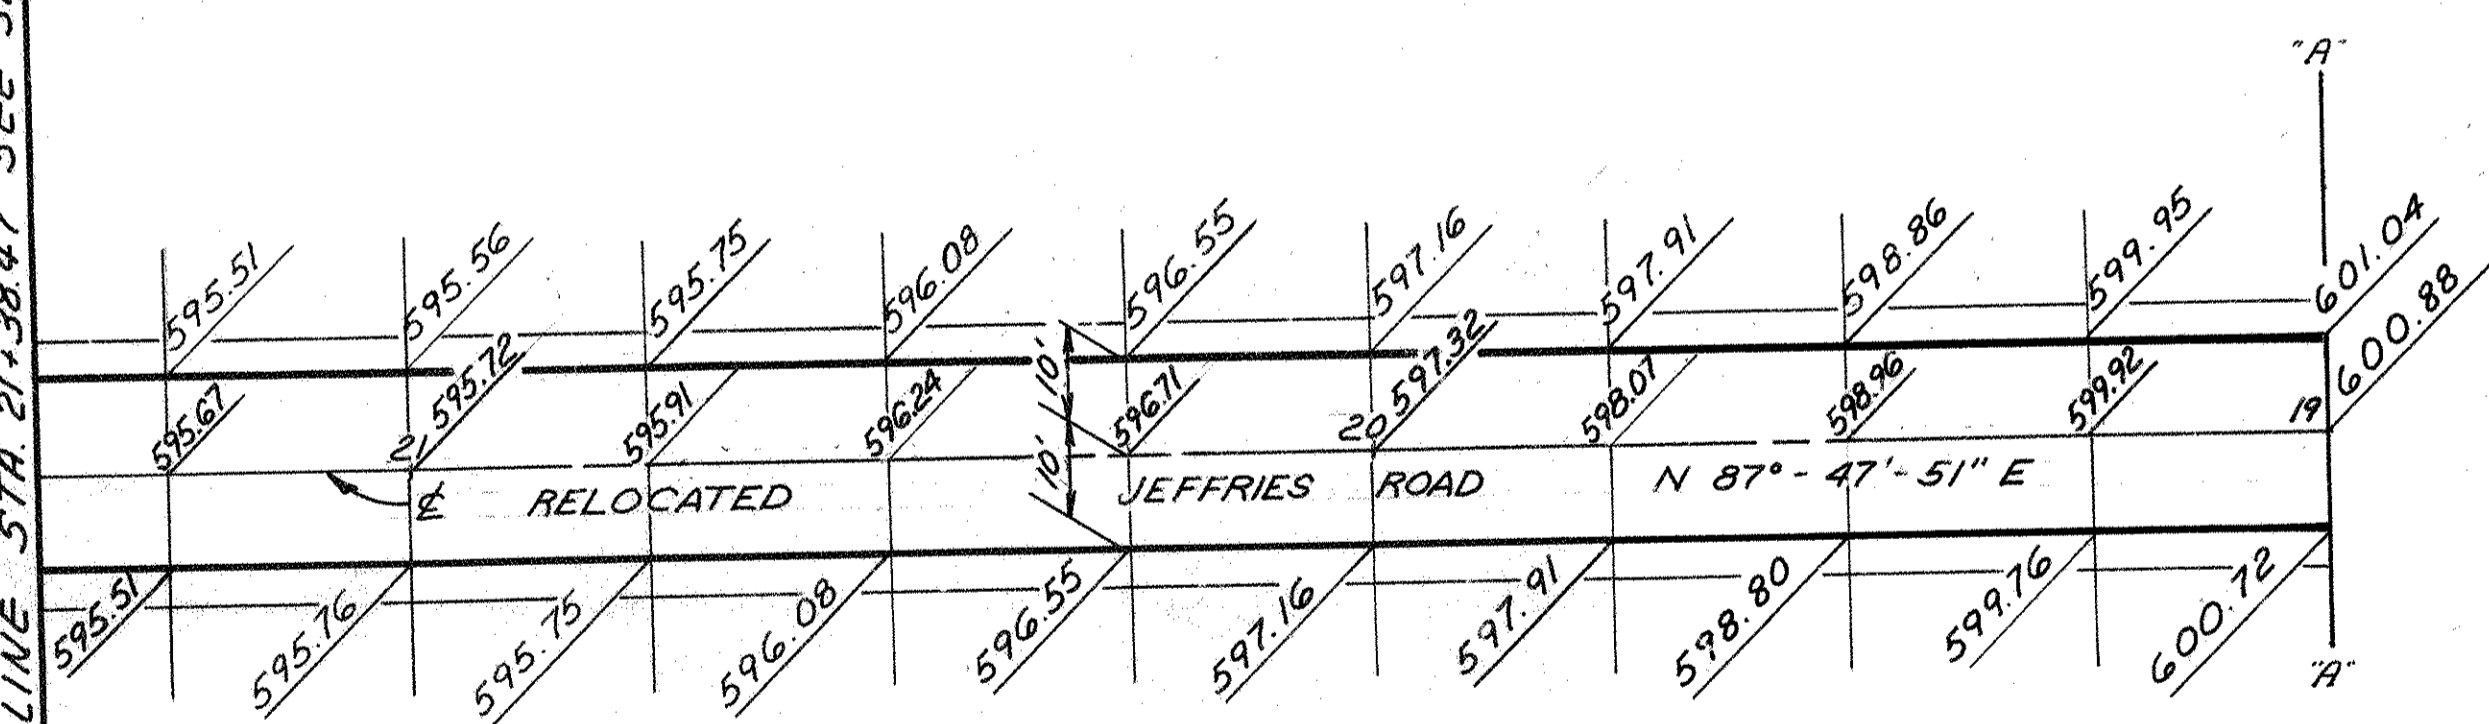 "A"
595.51 595.56 595.75 596.08 596.55 597.16 597.91 598.86 599.95 601.04
595.67 21 595.72 595.91 596.24 10' 596.71 20 597.32 598.07 598.96 599.92 19 600.88
10'
℄ RELOCATED JEFFRIES ROAD N 87°-47'-51" E
595.51 595.76 595.75 596.08 596.55 597.16 597.91 598.80 599.76 600.72
"A"
LINE STA. 21+38.47 SEE